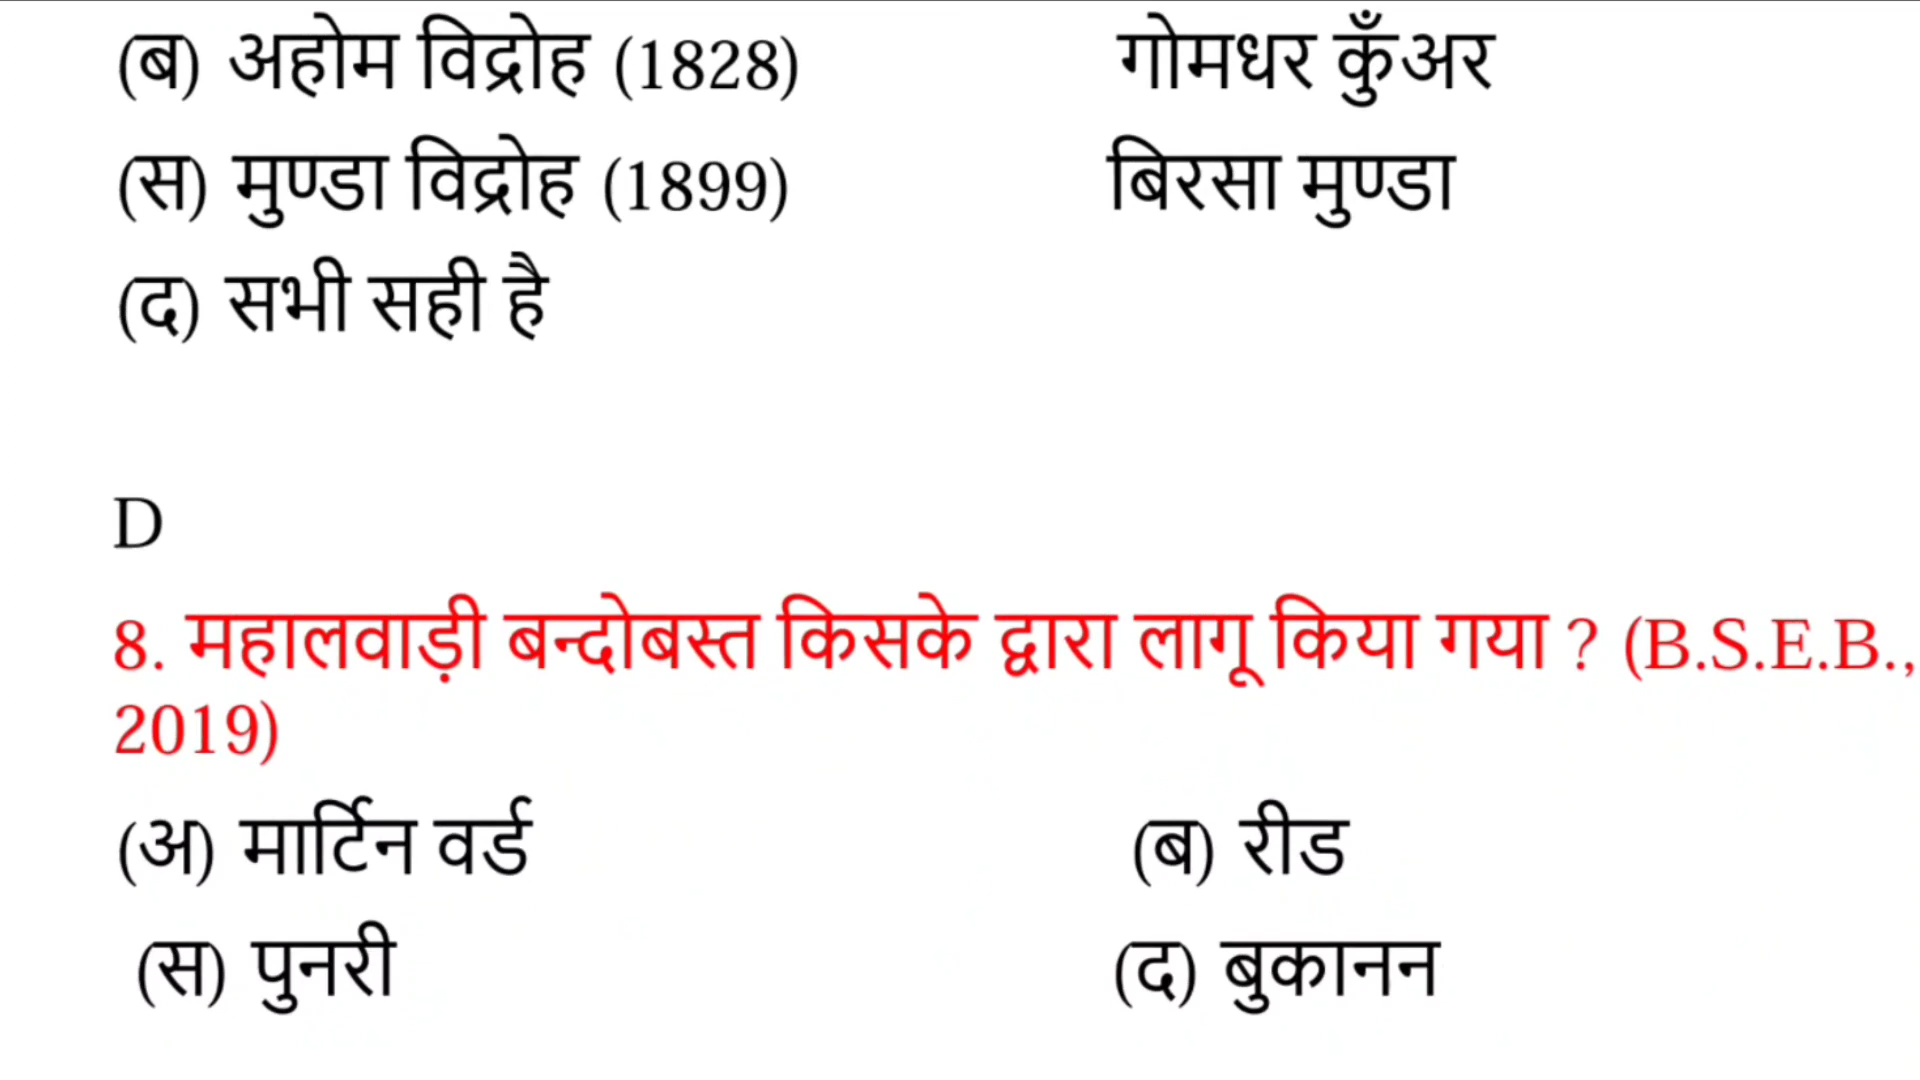 (ब) अहोम विद्रोह (1828) गोमधर कुँअर
(स) मुण्डा विद्रोह (1899) बिरसा मुण्डा
(द) सभी सही है
D
8. महालवाड़ी बन्दोबस्त किसके द्वारा लागू किया गया ? (B.S.E.B.,
2019)
(अ) मार्टिन वर्ड (ब) रीड
(स) पुनरी (द) बुकानन